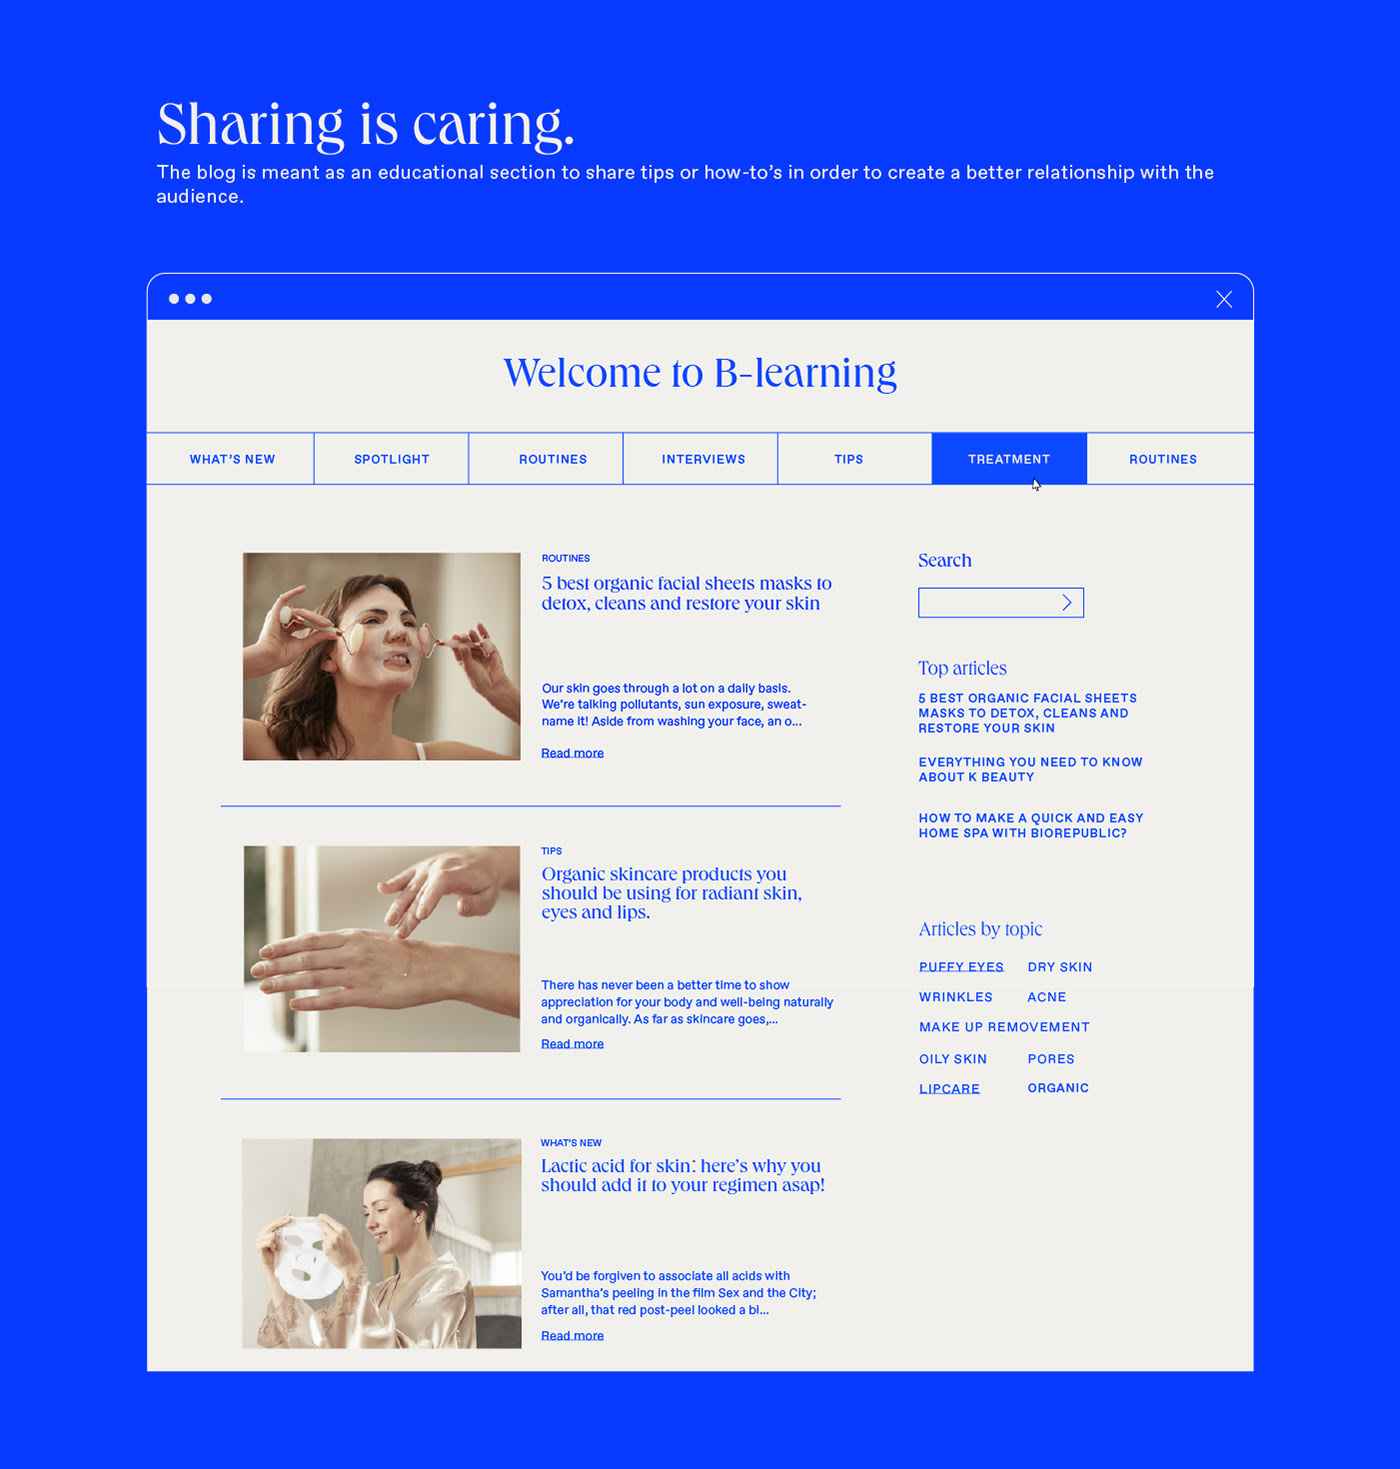 Sharing is caring.
The blog is meant as an educational section to share tips or how-to's in order to create a better relationship with the
audience.
Welcome to B-learning
WHAT'S NEW
SPOTLIGHT
ROUTINES
INTERVIEWS
TIPS
TREATMENT
ROUTINES
ROUTINES
5 best organic facial sheets masks to
detox, cleans and restore your skin
Our skin goes through a lot on a daily basis.
We're talking pollutants, sun exposure, sweat-
name it! Aside from washing your face, an o...
Read more
TIPS
Organic skincare products you
should be using for radiant skin,
eyes and lips.
There has never been a better time to show
appreciation for your body and well-being naturally
and organically. As far as skincare goes,...
Read more
WHAT'S NEW
Lactic acid for skin: here's why you
should add it to your regimen asap!
You'd be forgiven to associate all acids with
Samantha's peeling in the film Sex and the City;
after all, that red post-peel looked a bl...
Read more
Search
Top articles
5 BEST ORGANIC FACIAL SHEETS
MASKS TO DETOX, CLEANS AND
RESTORE YOUR SKIN
EVERYTHING YOU NEED TO KNOW
ABOUT K BEAUTY
HOW TO MAKE A QUICK AND EASY
HOME SPA WITH BIOREPUBLIC?
Articles by topic
PUFFY EYES
DRY SKIN
WRINKLES
ACNE
MAKE UP REMOVEMENT
OILY SKIN
PORES
LIPCARE
ORGANIC